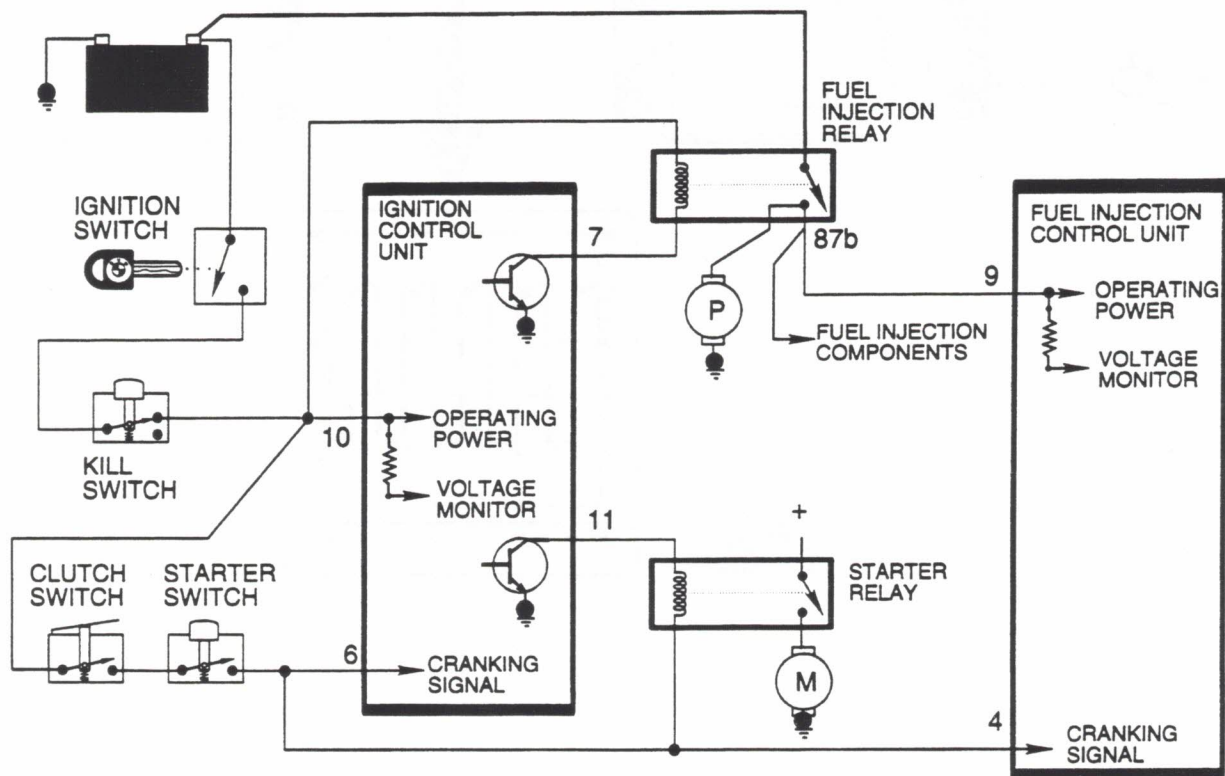 FUEL
INJECTION
RELAY
IGNITION
SWITCH
IGNITION
CONTROL
UNIT
7
87b
FUEL INJECTION
CONTROL UNIT
9
P
OPERATING
POWER
FUEL INJECTION
COMPONENTS
VOLTAGE
MONITOR
10
OPERATING
POWER
KILL
SWITCH
VOLTAGE
MONITOR
11
+
CLUTCH
SWITCH
STARTER
SWITCH
STARTER
RELAY
6
CRANKING
SIGNAL
M
4
CRANKING
SIGNAL